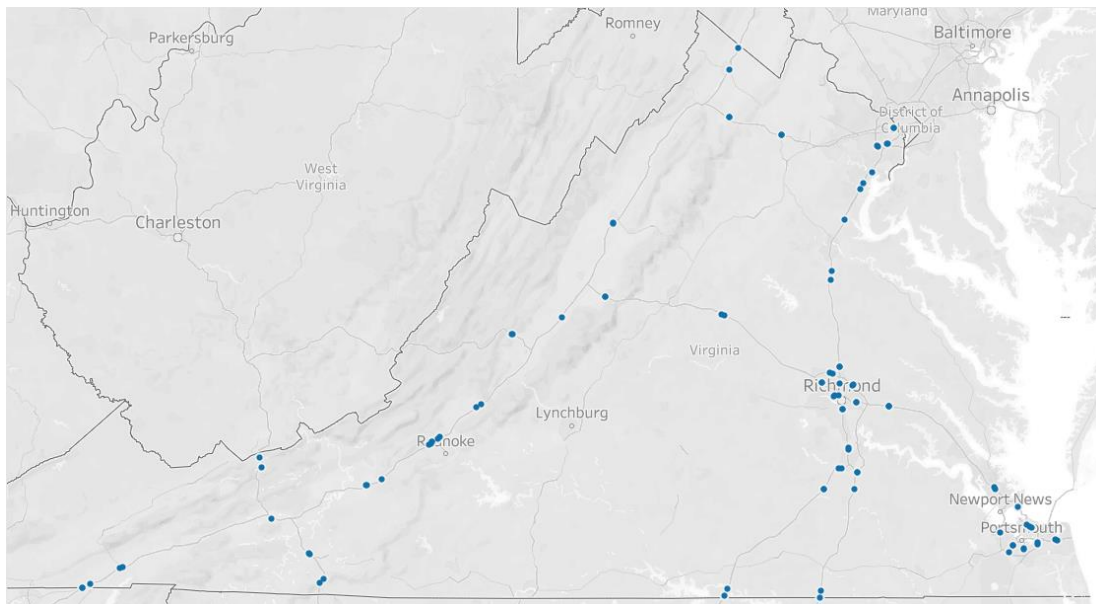 Maryland
Romney
Parkersburg
Baltimore
Annapolis
District of
Columbia
West
Virginia
Huntington
Charleston
Virginia
Richmond
Lynchburg
Roanoke
Newport News
Portsmouth